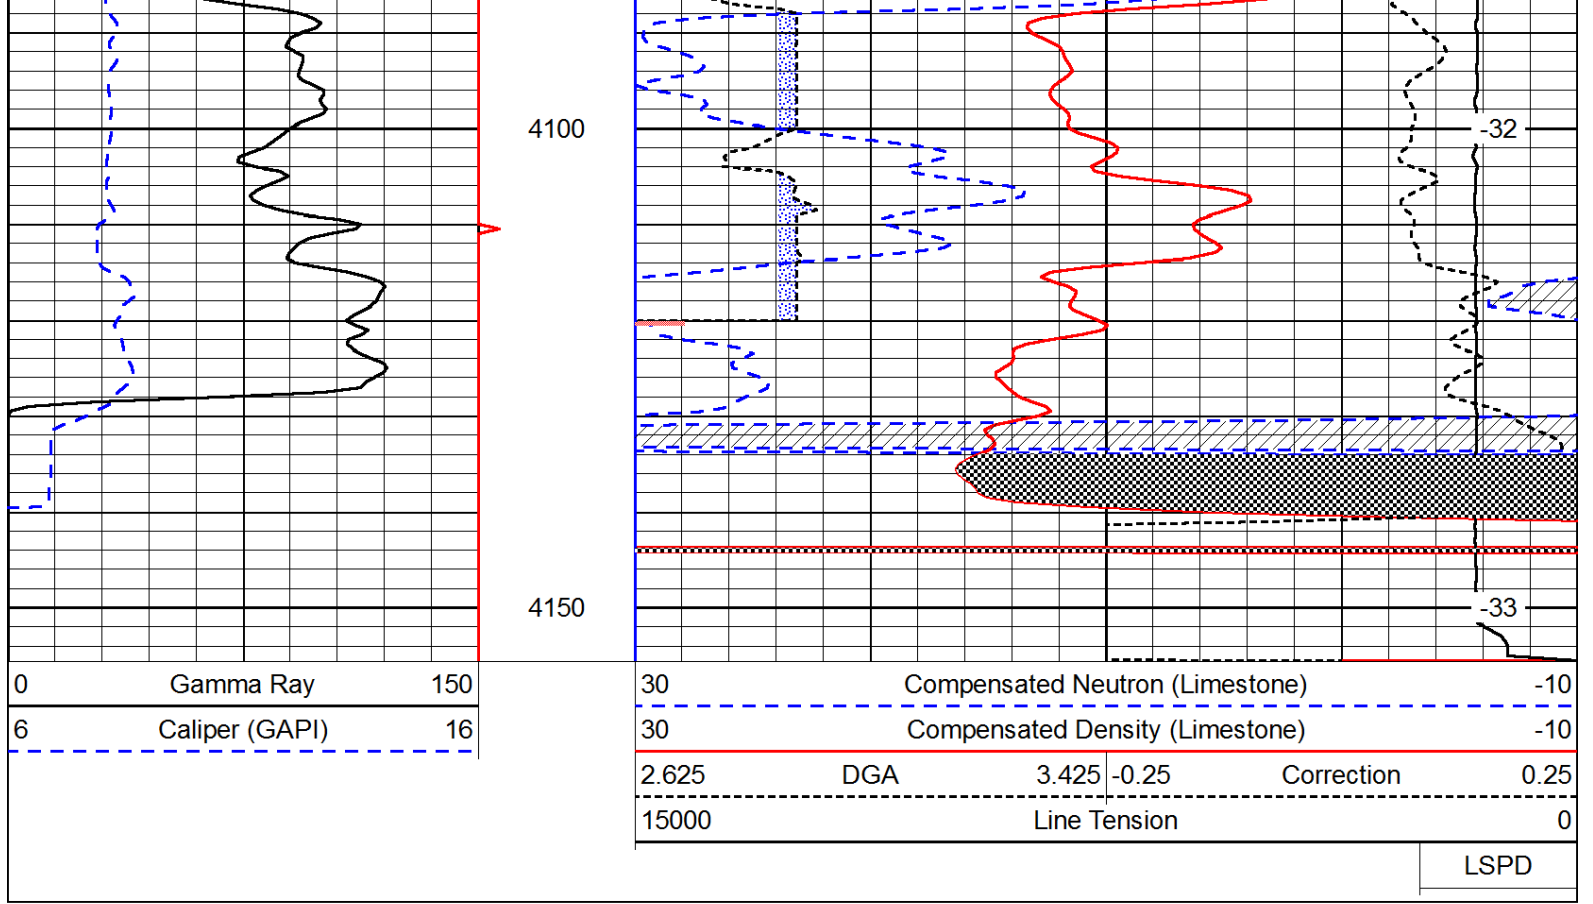 4100
-32
4150
-33
0 Gamma Ray 150
6 Caliper (GAPI) 16
30 Compensated Neutron (Limestone) -10
30 Compensated Density (Limestone) -10
2.625 DGA 3.425 -0.25 Correction 0.25
15000 Line Tension 0
LSPD